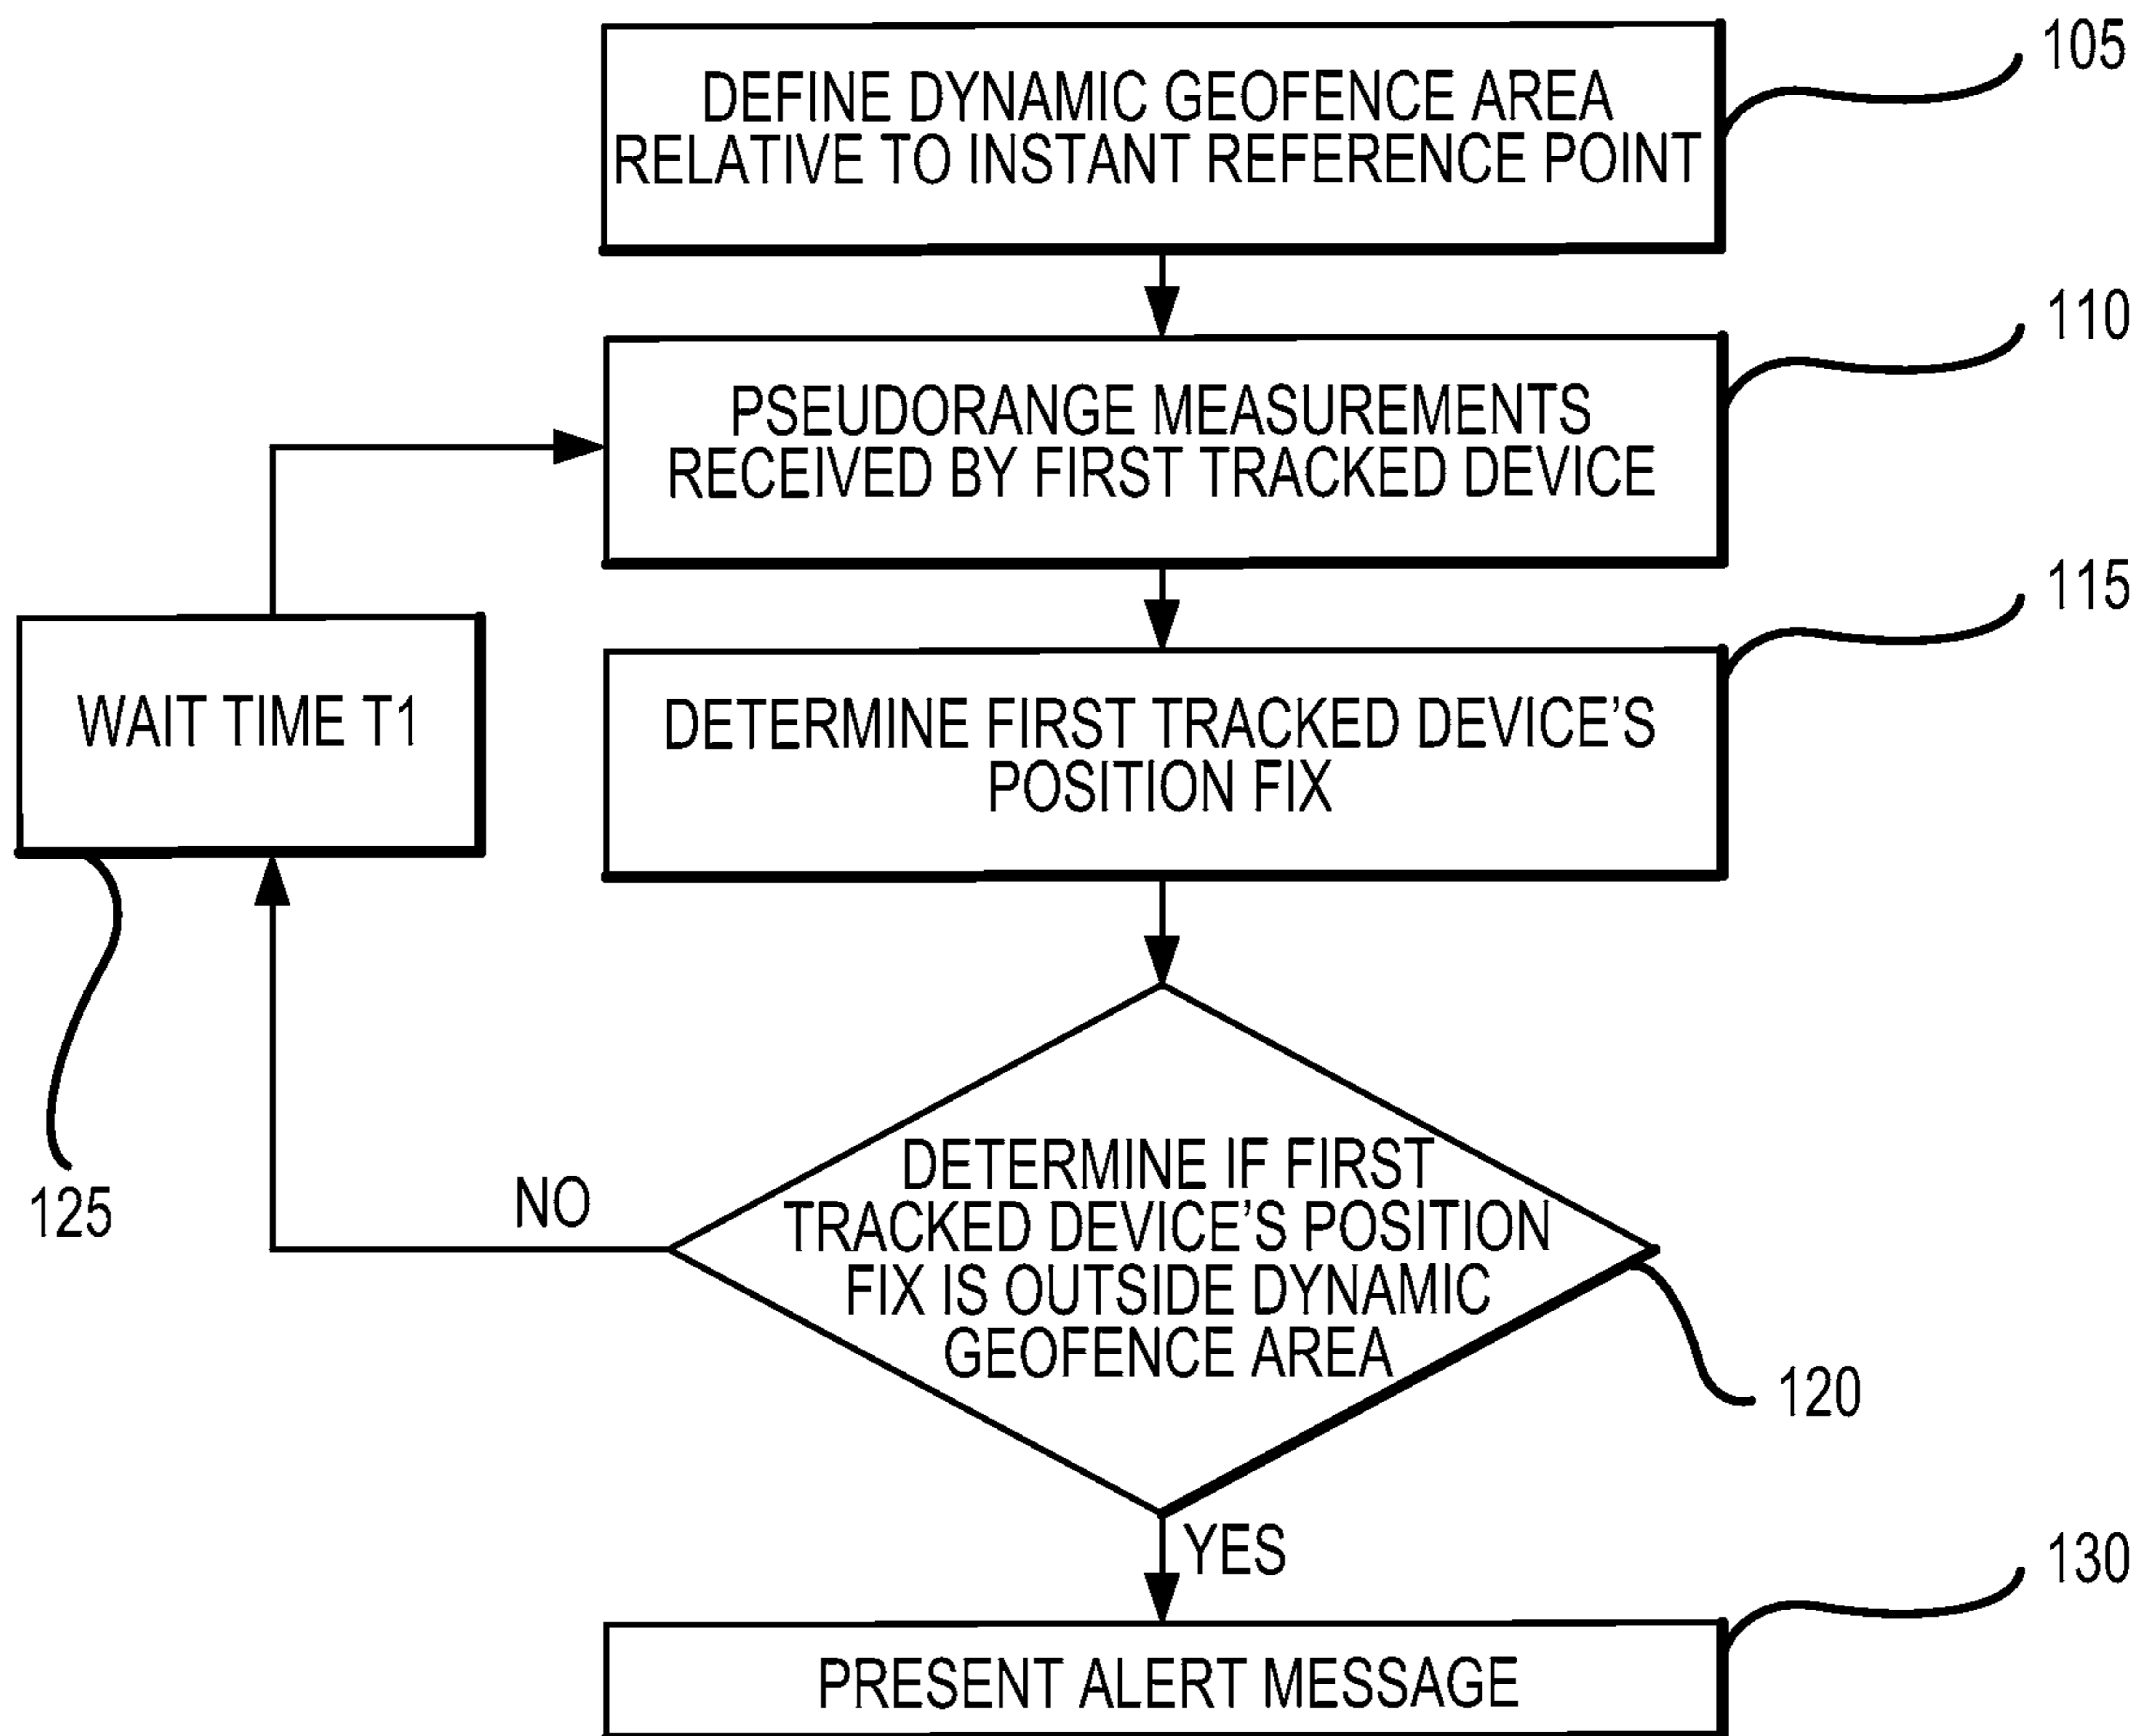 DEFINE DYNAMIC GEOFENCE AREA
RELATIVE TO INSTANT REFERENCE POINT
105
PSEUDORANGE MEASUREMENTS
RECEIVED BY FIRST TRACKED DEVICE
110
DETERMINE FIRST TRACKED DEVICE’S
POSITION FIX
115
WAIT TIME T1
125
DETERMINE IF FIRST
TRACKED DEVICE’S POSITION
FIX IS OUTSIDE DYNAMIC
GEOFENCE AREA
120
NO
YES
PRESENT ALERT MESSAGE
130